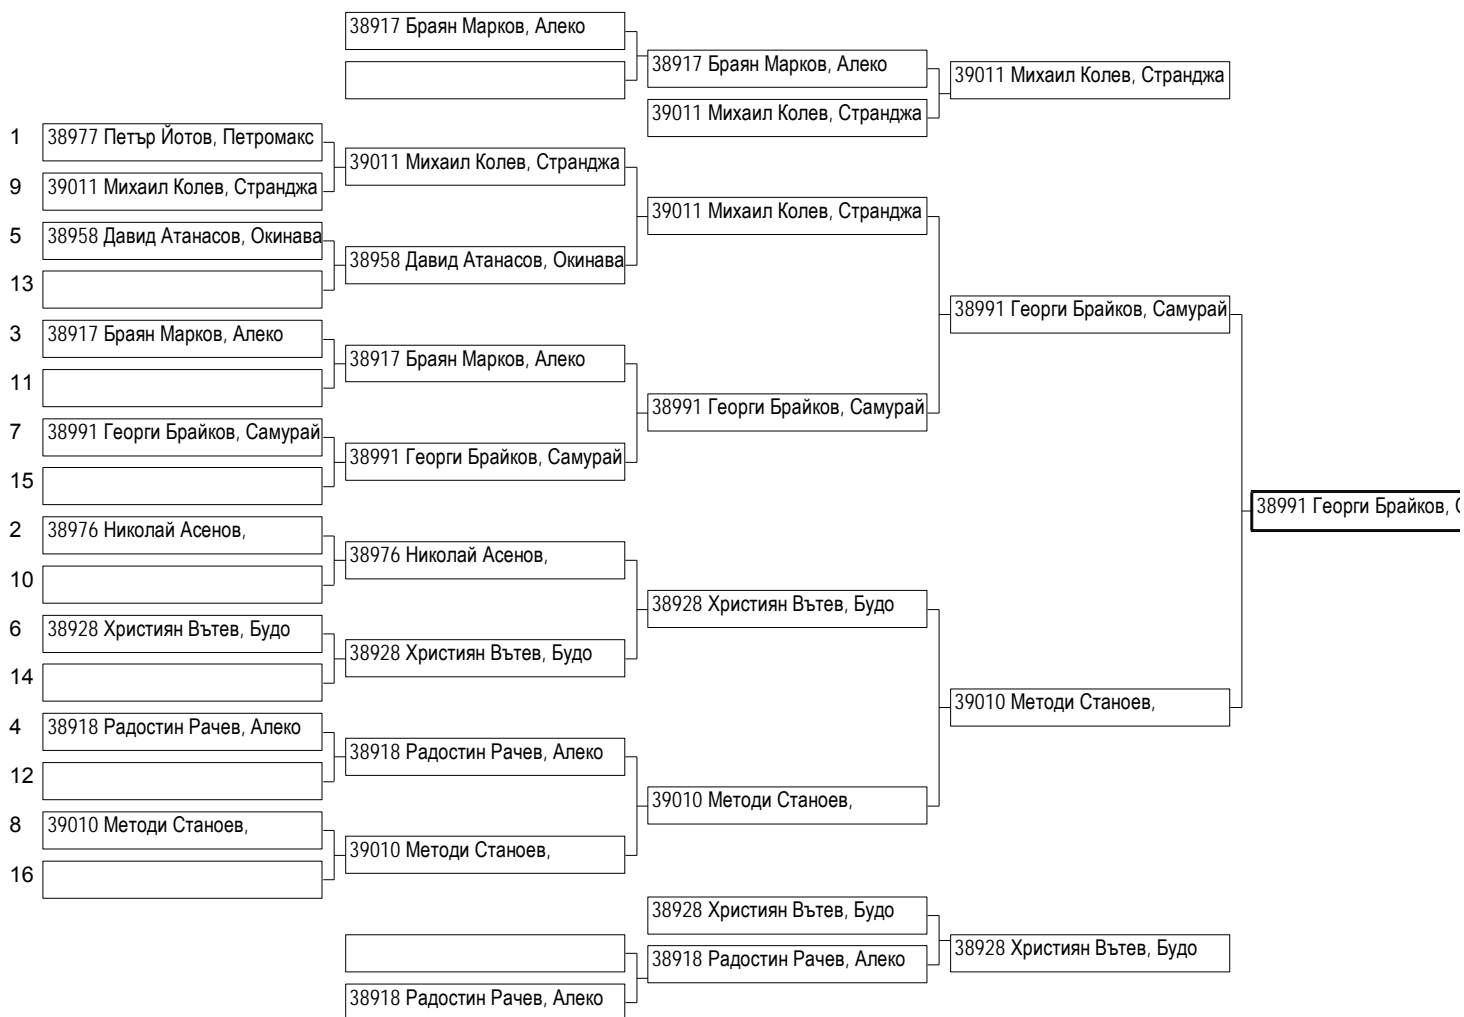 38917 Браян Марков, Алеко
38917 Браян Марков, Алеко
39011 Михаил Колев, Странджа
39011 Михаил Колев, Странджа
1 38977 Петър Йотов, Петромакс
39011 Михаил Колев, Странджа
9 39011 Михаил Колев, Странджа
39011 Михаил Колев, Странджа
5 38958 Давид Атанасов, Окинава
38958 Давид Атанасов, Окинава
13
38991 Георги Брайков, Самурай
3 38917 Браян Марков, Алеко
38917 Браян Марков, Алеко
11
38991 Георги Брайков, Самурай
7 38991 Георги Брайков, Самурай
38991 Георги Брайков, Самурай
15
38991 Георги Брайков, С
2 38976 Николай Асенов,
38976 Николай Асенов,
10
38928 Християн Вътев, Будо
6 38928 Християн Вътев, Будо
38928 Християн Вътев, Будо
14
39010 Методи Станоев,
4 38918 Радостин Рачев, Алеко
38918 Радостин Рачев, Алеко
12
39010 Методи Станоев,
8 39010 Методи Станоев,
39010 Методи Станоев,
16
38928 Християн Вътев, Будо
38928 Християн Вътев, Будо
38918 Радостин Рачев, Алеко
38918 Радостин Рачев, Алеко